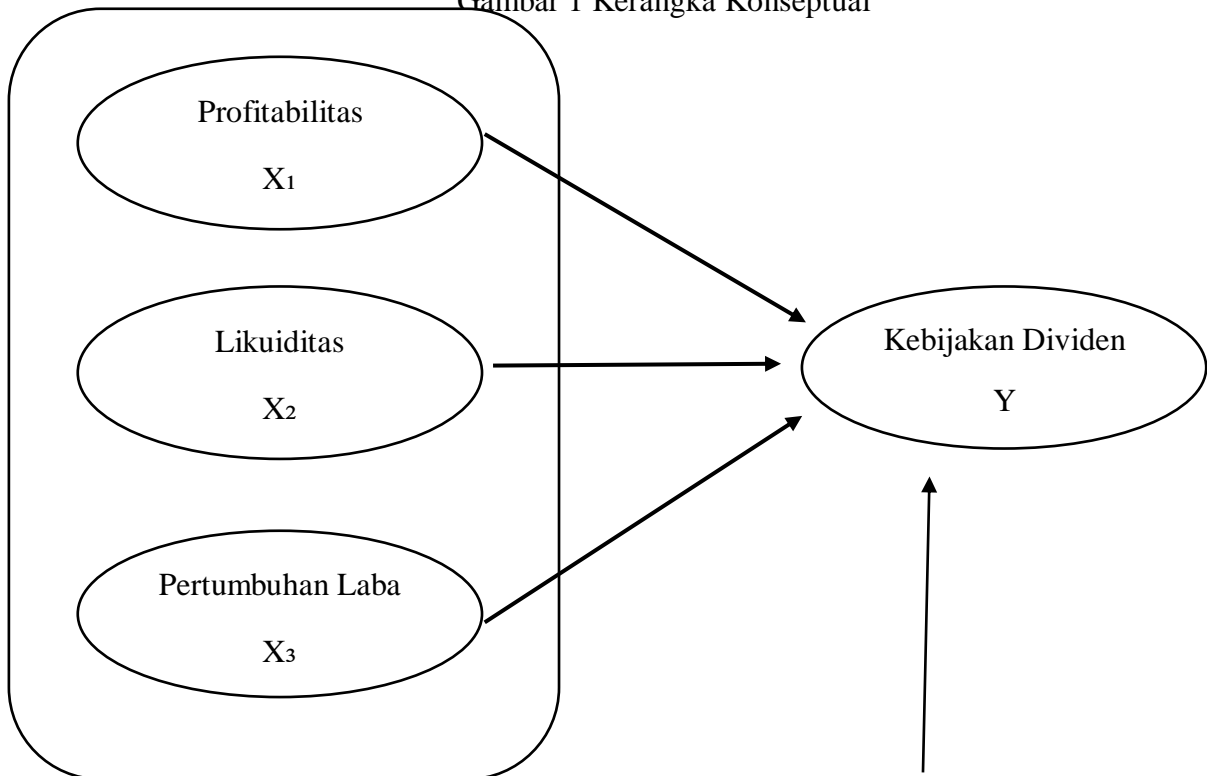 Gambar 1 Kerangka Konseptual
Profitabilitas
X₁
Likuiditas
X₂
Pertumbuhan Laba
X₃
Kebijakan Dividen
Y